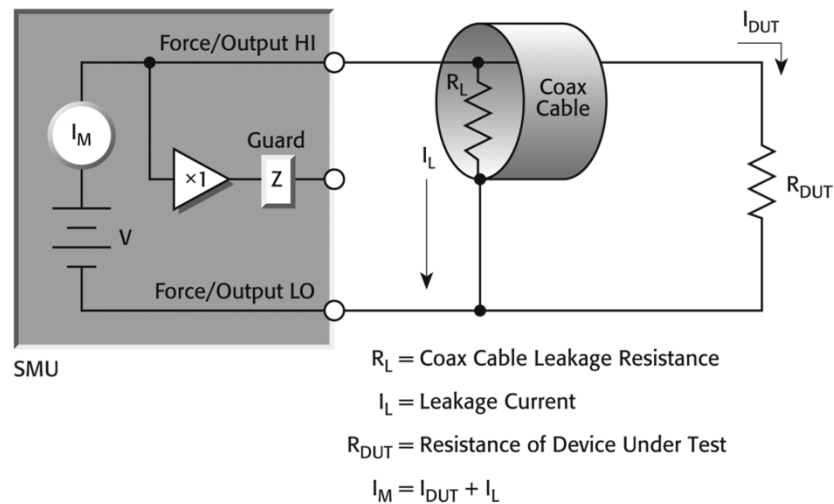 Force/Output HI
I_DUT
R_L
Coax
Cable
I_M
Guard
×1
Z
I_L
R_DUT
V
Force/Output LO
SMU
R_L = Coax Cable Leakage Resistance
I_L = Leakage Current
R_DUT = Resistance of Device Under Test
I_M = I_DUT + I_L